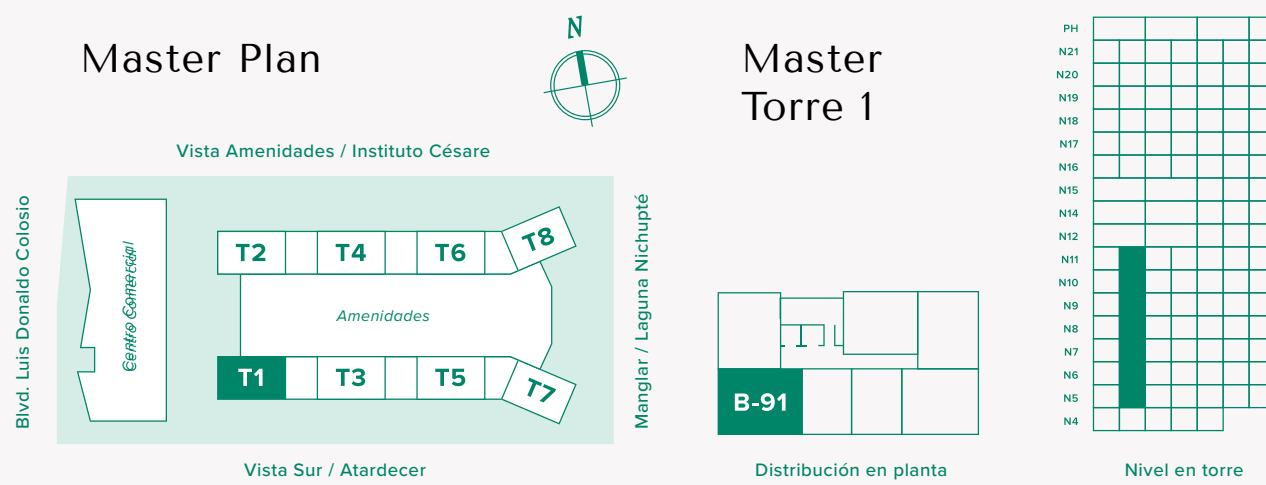 Master Plan
N
Vista Amenidades / Instituto Césare
Blvd. Luis Donaldo Colosio
Centro Comercial
T2
T4
T6
T8
Amenidades
T1
T3
T5
T7
Manglar / Laguna Nichupté
Vista Sur / Atardecer
Master
Torre 1
B-91
Distribución en planta
PH
N21
N20
N19
N18
N17
N16
N15
N14
N12
N11
N10
N9
N8
N7
N6
N5
N4
Nivel en torre